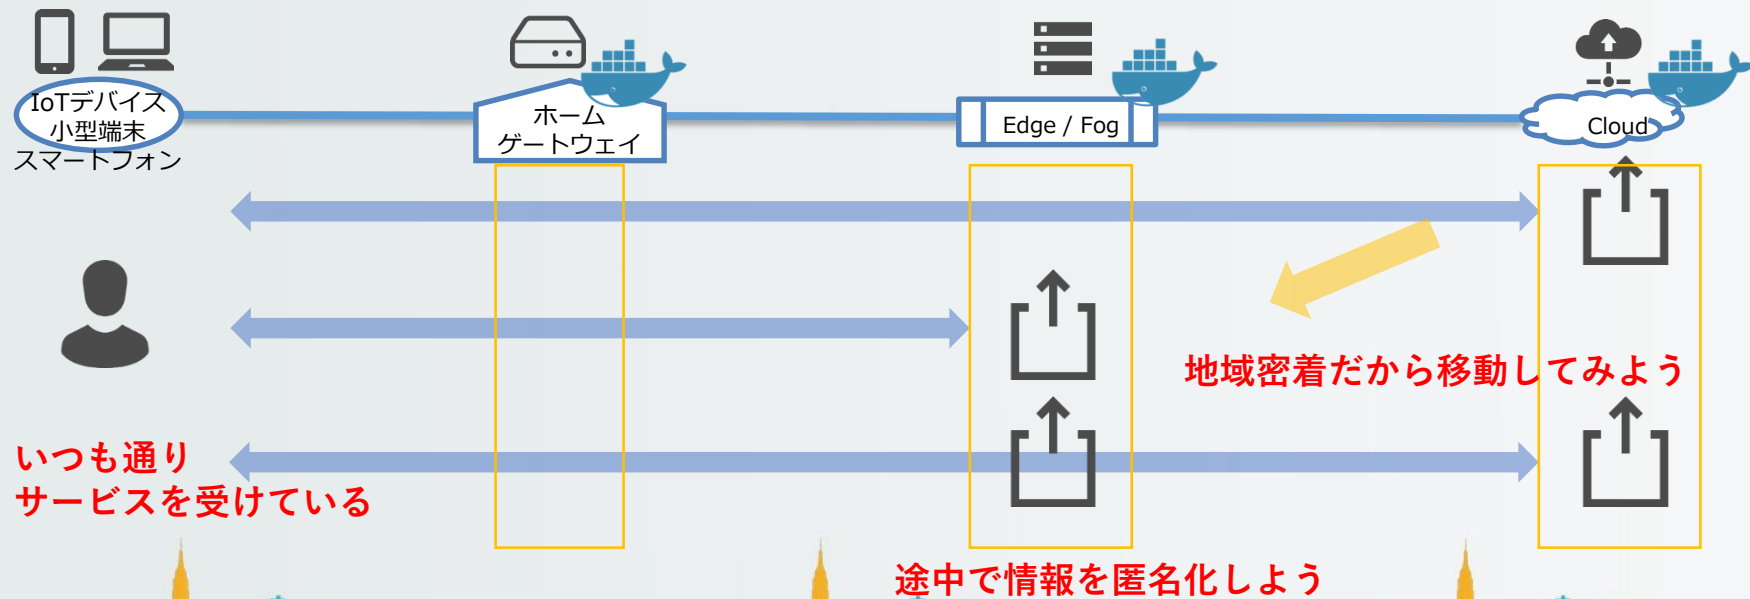 IoTデバイス
小型端末
スマートフォン
ホーム
ゲートウェイ
Edge / Fog
Cloud
地域密着だから移動してみよう
いつも通り
サービスを受けている
途中で情報を匿名化しよう